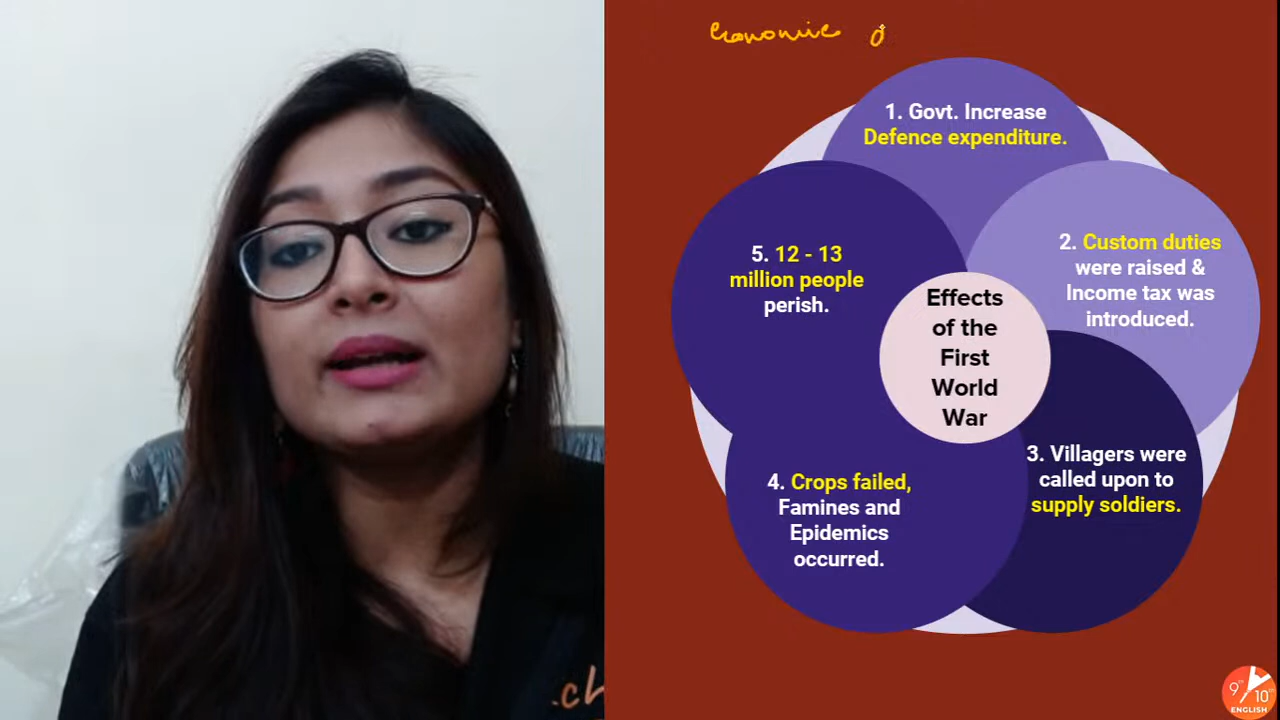 economic
1. Govt. Increase
Defence expenditure.
2. Custom duties
were raised &
Income tax was
introduced.
3. Villagers were
called upon to
supply soldiers.
4. Crops failed,
Famines and
Epidemics
occurred.
5. 12 - 13
million people
perish.
Effects
of the
First
World
War
.ch
9th
10th
ENGLISH